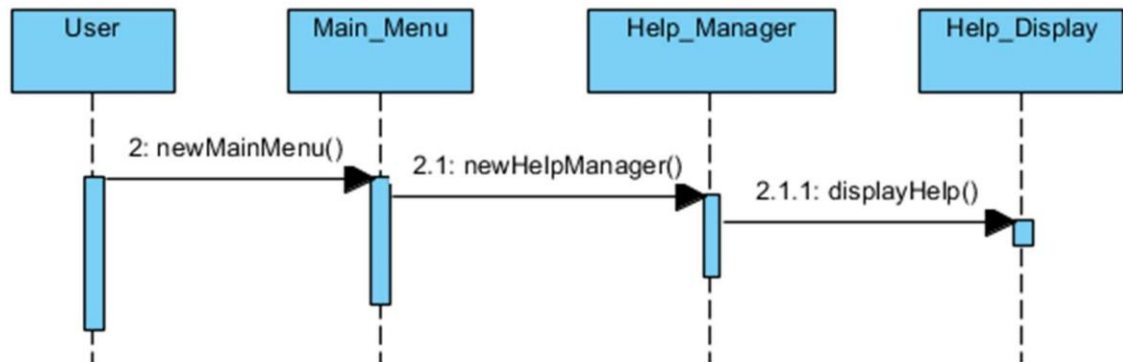 User
Main_Menu
Help_Manager
Help_Display
2: newMainMenu()
2.1: newHelpManager()
2.1.1: displayHelp()